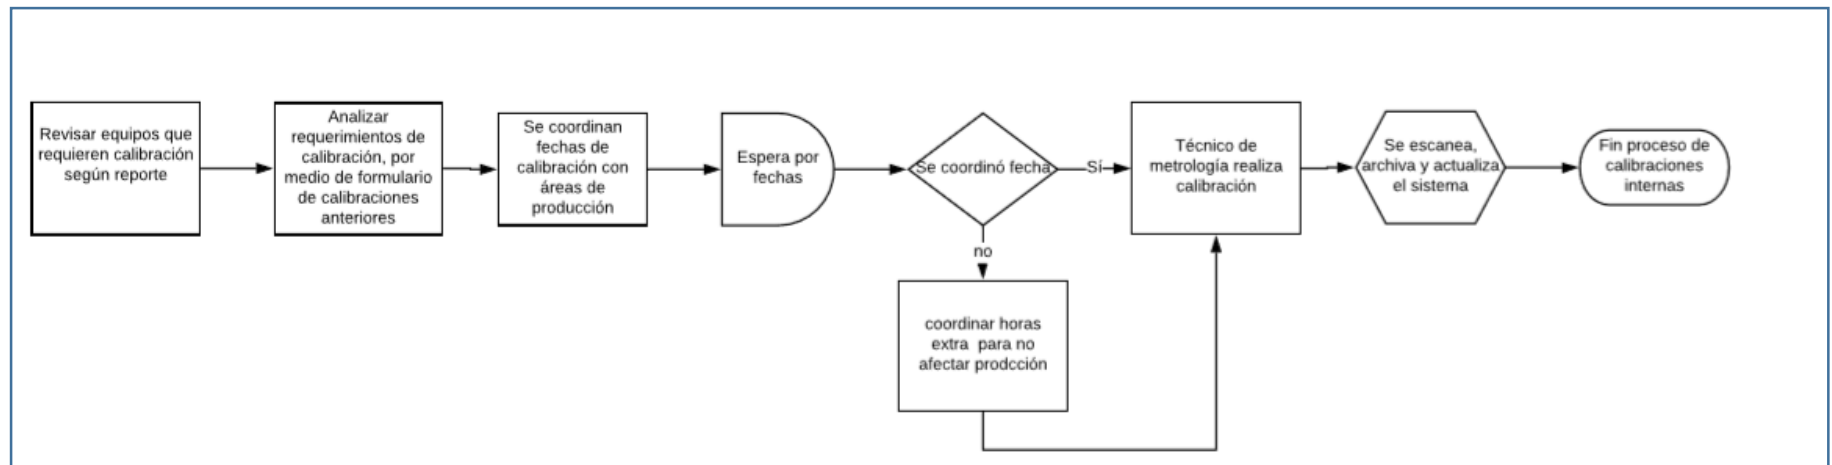 Revisar equipos que
requieren calibración
según reporte
Analizar
requerimientos de
calibración, por
medio de formulario
de calibraciones
anteriores
Se coordinan
fechas de
calibración con
áreas de
producción
Espera por
fechas
Se coordinó fecha
Sí
no
coordinar horas
extra para no
afectar prodcción
Técnico de
metrología realiza
calibración
Se escanea,
archiva y actualiza
el sistema
Fin proceso de
calibraciones
internas